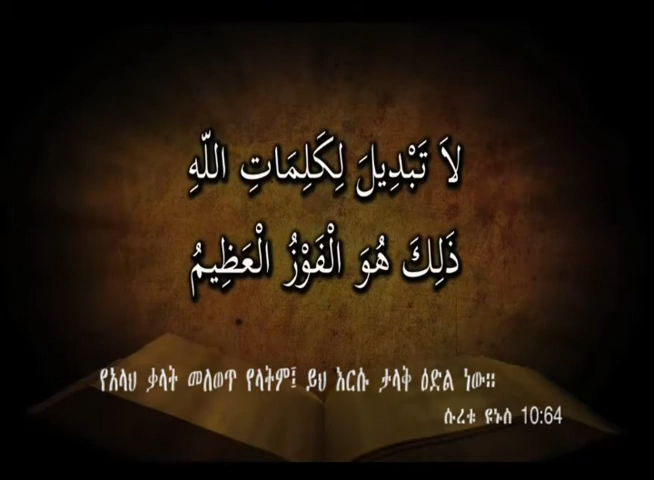 لاَ تَبْدِيلَ لِكَلِمَاتِ اللّهِ
ذَلِكَ هُوَ الْفَوْزُ الْعَظِيمُ
የአላህ ቃላት መለወጥ የላትም፤ ይህ እርሱ ታላቅ ዕድል ነው።
ሱረቱ ዩኑስ 10:64